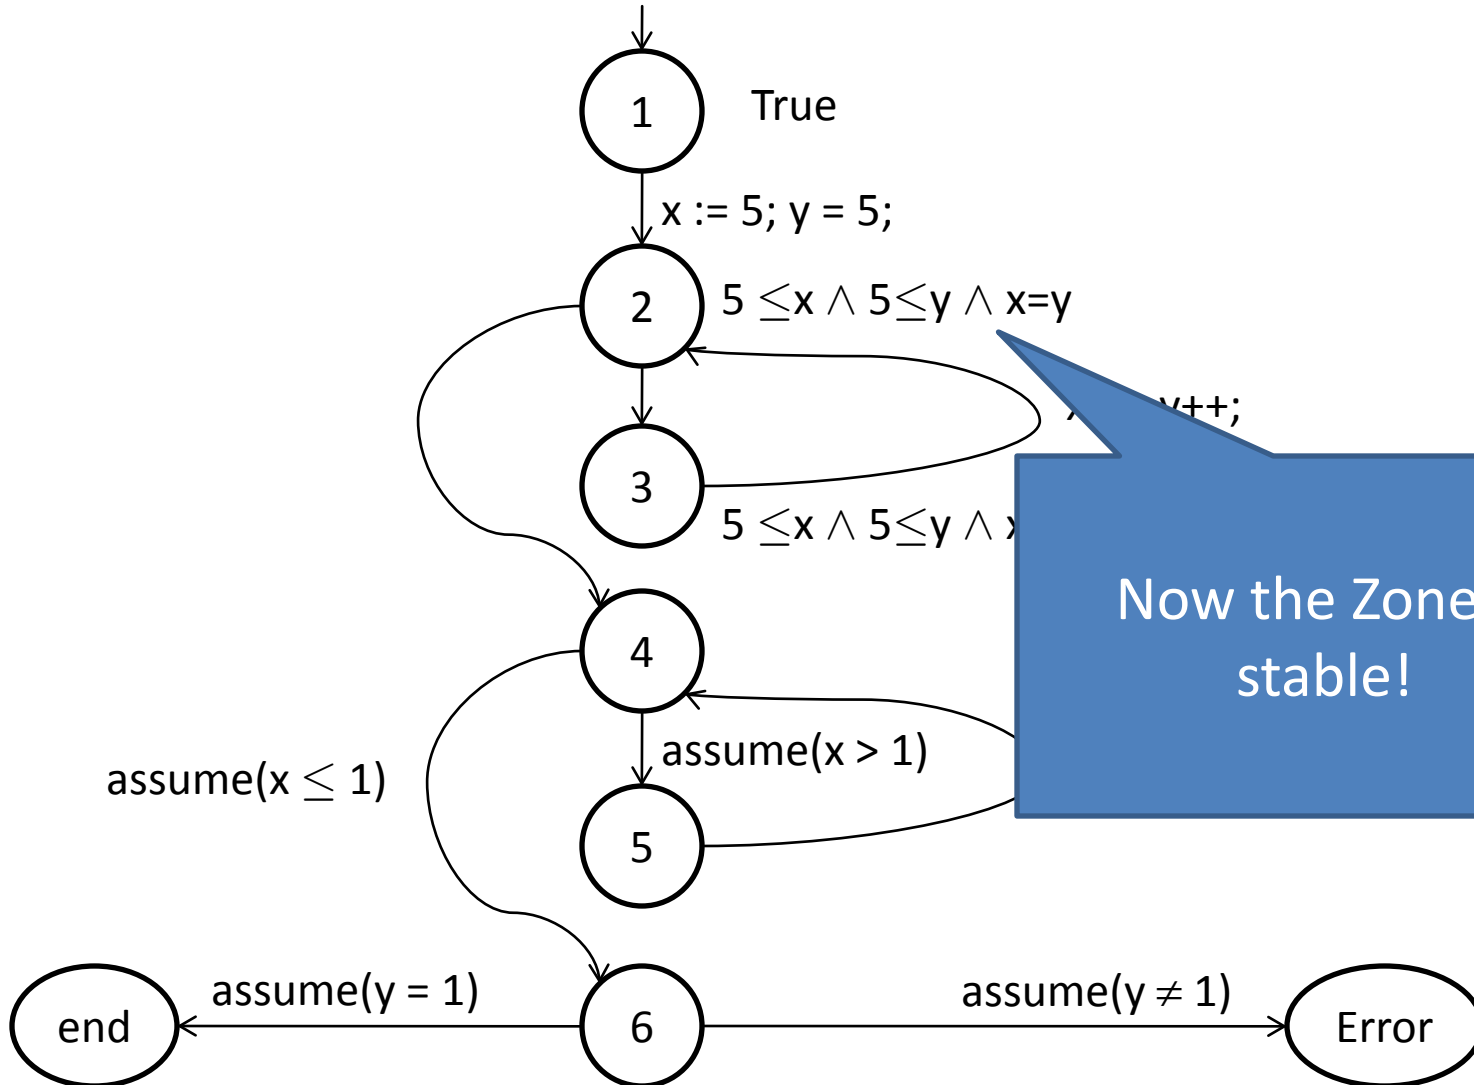 1 True
x := 5; y = 5;
2 5 ≤x ∧ 5≤y ∧ x=y
y++;
3
5 ≤x ∧ 5≤y ∧ x
Now the Zone
stable!
4
assume(x > 1)
assume(x ≤ 1)
5
assume(y = 1) assume(y ≠ 1)
end 6 Error